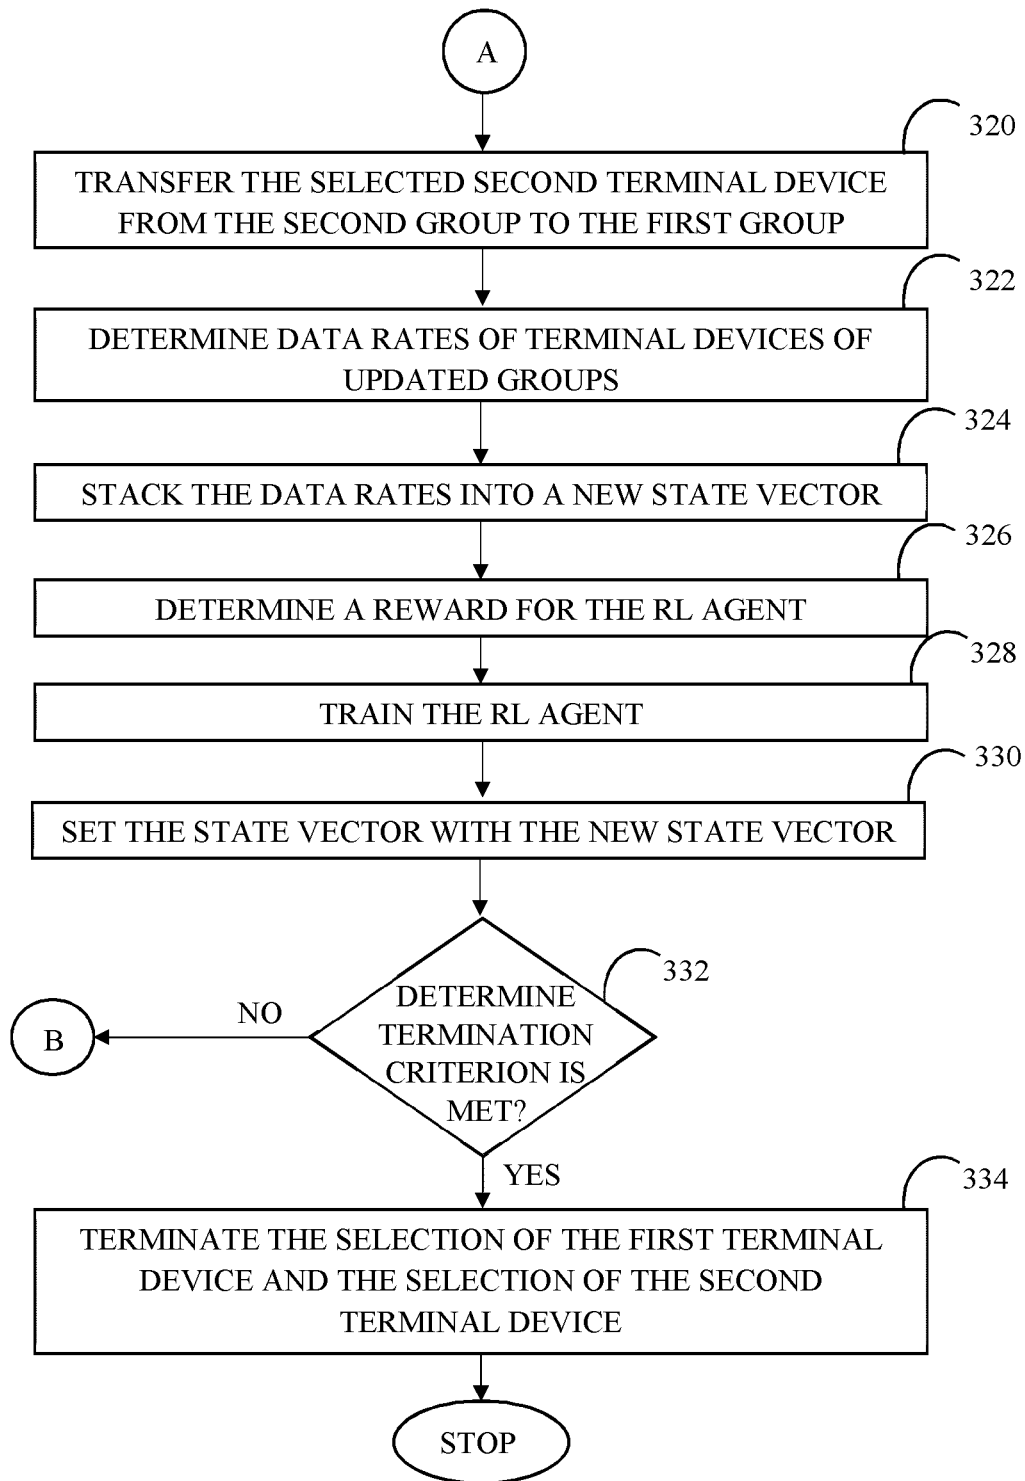 A
320
TRANSFER THE SELECTED SECOND TERMINAL DEVICE
FROM THE SECOND GROUP TO THE FIRST GROUP
322
DETERMINE DATA RATES OF TERMINAL DEVICES OF
UPDATED GROUPS
324
STACK THE DATA RATES INTO A NEW STATE VECTOR
326
DETERMINE A REWARD FOR THE RL AGENT
328
TRAIN THE RL AGENT
330
SET THE STATE VECTOR WITH THE NEW STATE VECTOR
332
DETERMINE
TERMINATION
CRITERION IS
MET?
NO
B
YES
334
TERMINATE THE SELECTION OF THE FIRST TERMINAL
DEVICE AND THE SELECTION OF THE SECOND
TERMINAL DEVICE
STOP